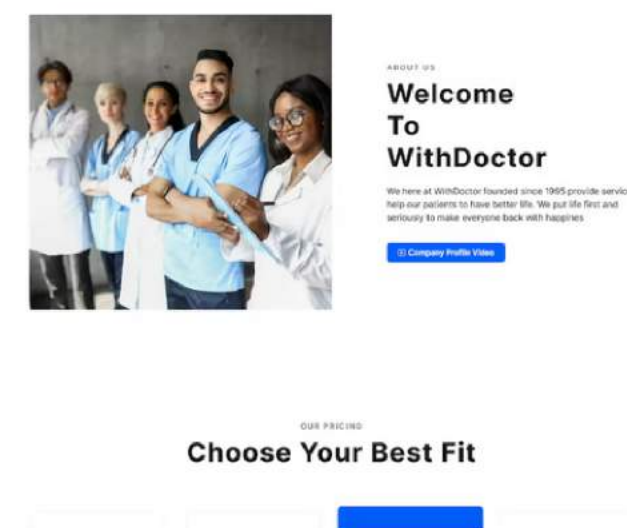 ABOUT US
Welcome
To
WithDoctor
We here at WithDoctor founded since 1995 provide servic
help our patients to have better life. We put life first and
seriously to make everyone back with happines
Company Profile Video
OUR PRICING
Choose Your Best Fit